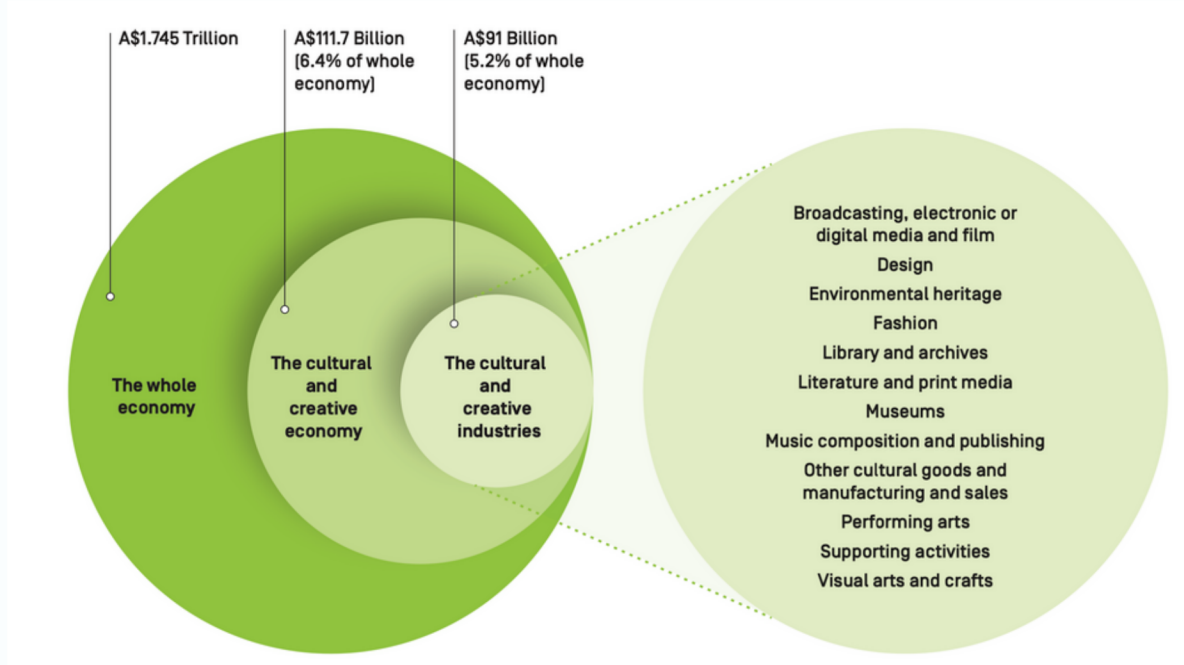 A$1.745 Trillion
A$111.7 Billion
(6.4% of whole
economy)
A$91 Billion
(5.2% of whole
economy)
The whole
economy
The cultural
and
creative
economy
The cultural
and
creative
industries
Broadcasting, electronic or
digital media and film
Design
Environmental heritage
Fashion
Library and archives
Literature and print media
Museums
Music composition and publishing
Other cultural goods and
manufacturing and sales
Performing arts
Supporting activities
Visual arts and crafts